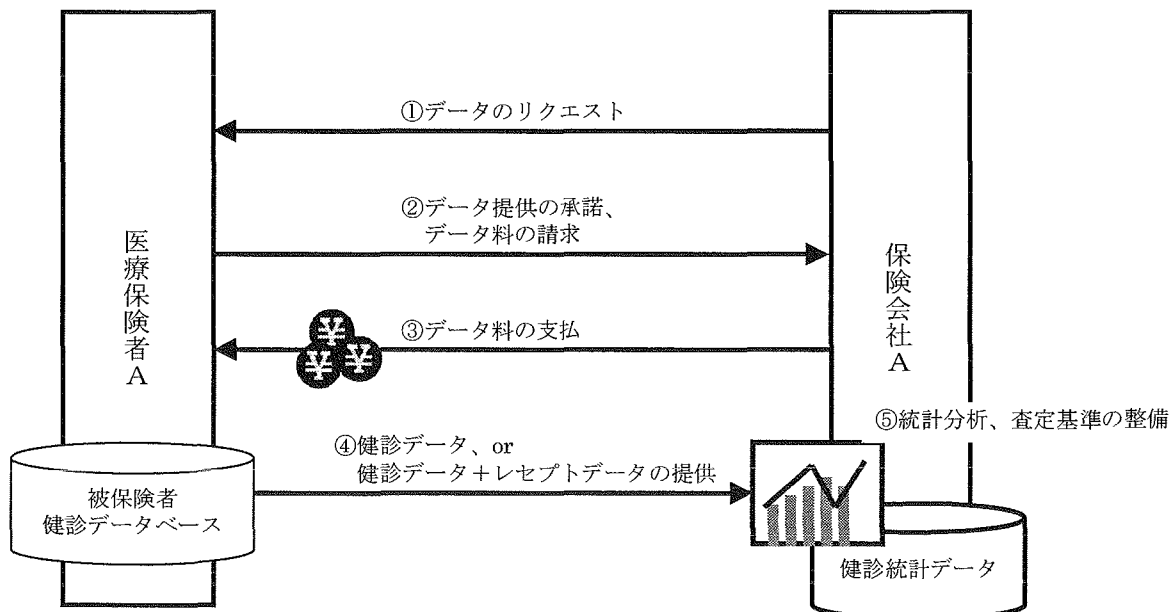 ①データのリクエスト
②データ提供の承諾、
データ料の請求
医療保険者A
保険会社A
¥
¥ ¥
③データ料の支払
⑤統計分析、査定基準の整備
④健診データ、or
健診データ＋レセプトデータの提供
被保険者
健診データベース
健診統計データ